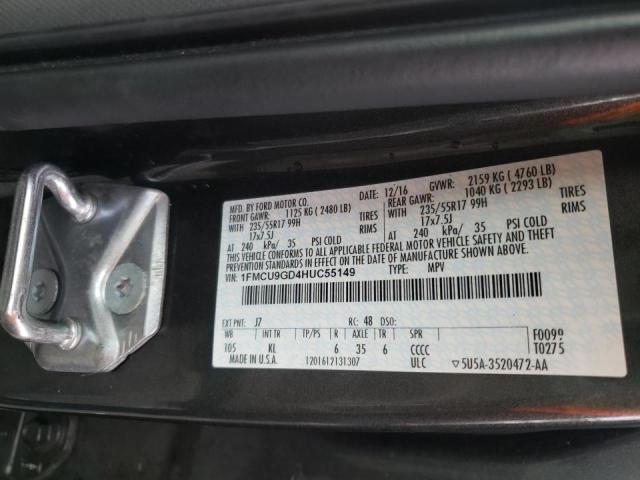 MFD. BY FORD MOTOR CO. 12/16 GVWR: 2159 KG ( 4760 LB)
FRONT GAWR: 1125 KG ( 2480 LB) REAR GAWR: 1040 KG ( 2293 LB)
WITH 235/55R17 99H TIRES WITH 235/55R17 99H TIRES
17x7.5J RIMS 17x7.5J RIMS
AT 240 kPa/ 35 PSI COLD AT 240 kPa/ 35 PSI COLD
THIS VEHICLE CONFORMS TO ALL APPLICABLE FEDERAL MOTOR VEHICLE SAFETY AND THEFT
PREVENTION STANDARDS IN EFFECT ON THE DATE OF MANUFACTURE SHOWN ABOVE.
VIN: 1FMCU9GD4HUC55149 TYPE: MPV
EXT PNT: J7 RC: 48 DSO: F0099
WB INT TR TP/PS R AXLE TR SPR T0275
105 KL 6 35 6 CCCC
MADE IN U.S.A. 1201612131307 ULC 5U5A-3520472-AA